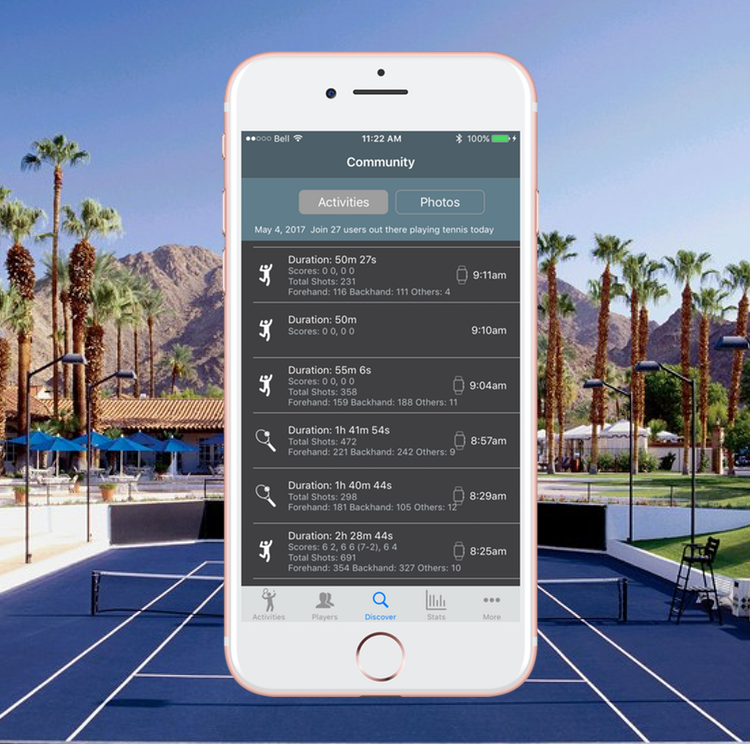 Bell 11:22 AM 100%
Community
Activities Photos
May 4, 2017 Join 27 users out there playing tennis today
Duration: 50m 27s
Scores: 0 0, 0 0
Total Shots: 231
Forehand: 116 Backhand: 111 Others: 4
9:11am
Duration: 50m
Scores: 0 0, 0 0
9:10am
Duration: 55m 6s
Scores: 0 0, 0 0
Total Shots: 358
Forehand: 159 Backhand: 188 Others: 11
9:04am
Duration: 1h 41m 54s
Total Shots: 472
Forehand: 221 Backhand: 242 Others: 9
8:57am
Duration: 1h 40m 44s
Total Shots: 298
Forehand: 181 Backhand: 105 Others: 12
8:29am
Duration: 2h 28m 44s
Scores: 6 2, 6 6 (7-2), 6 4
Total Shots: 691
Forehand: 354 Backhand: 327 Others: 10
8:25am
Activities Players Discover Stats More